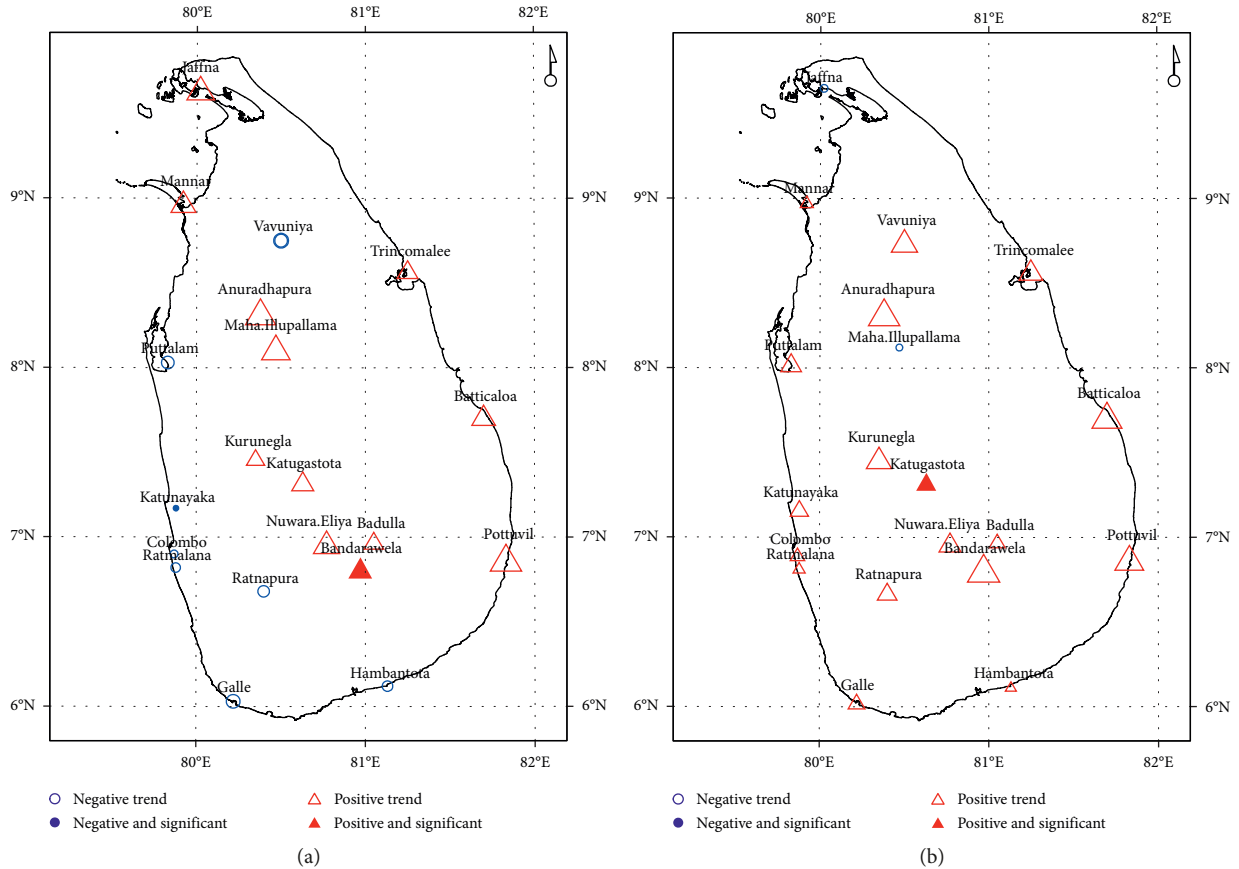 80°E 81°E 82°E
Jaffna
Mannar
9°N 9°N
Vavuniya
Trincomalee
Anuradhapura
Maha.Illupallama
Puttalam
8°N 8°N
Batticaloa
Kurunegla
Katugastota
Katunayaka
Nuwara.Eliya Badulla
7°N 7°N
Colombo
Pottuvil
Bandarawela
Ratmalana
Ratnapura
Hambantota
Galle
6°N 6°N
80°E 81°E 82°E
Negative trend Positive trend
Negative and significant Positive and significant
(a)
80°E 81°E 82°E
Jaffna
Mannar
9°N 9°N
Vavuniya
Trincomalee
Anuradhapura
Maha.Illupallama
Puttalam
8°N 8°N
Batticaloa
Kurunegla
Katugastota
Katunayaka
Nuwara.Eliya Badulla
7°N 7°N
Colombo
Pottuvil
Bandarawela
Ratmalana
Ratnapura
Hambantota
Galle
6°N 6°N
80°E 81°E 82°E
Negative trend Positive trend
Negative and significant Positive and significant
(b)